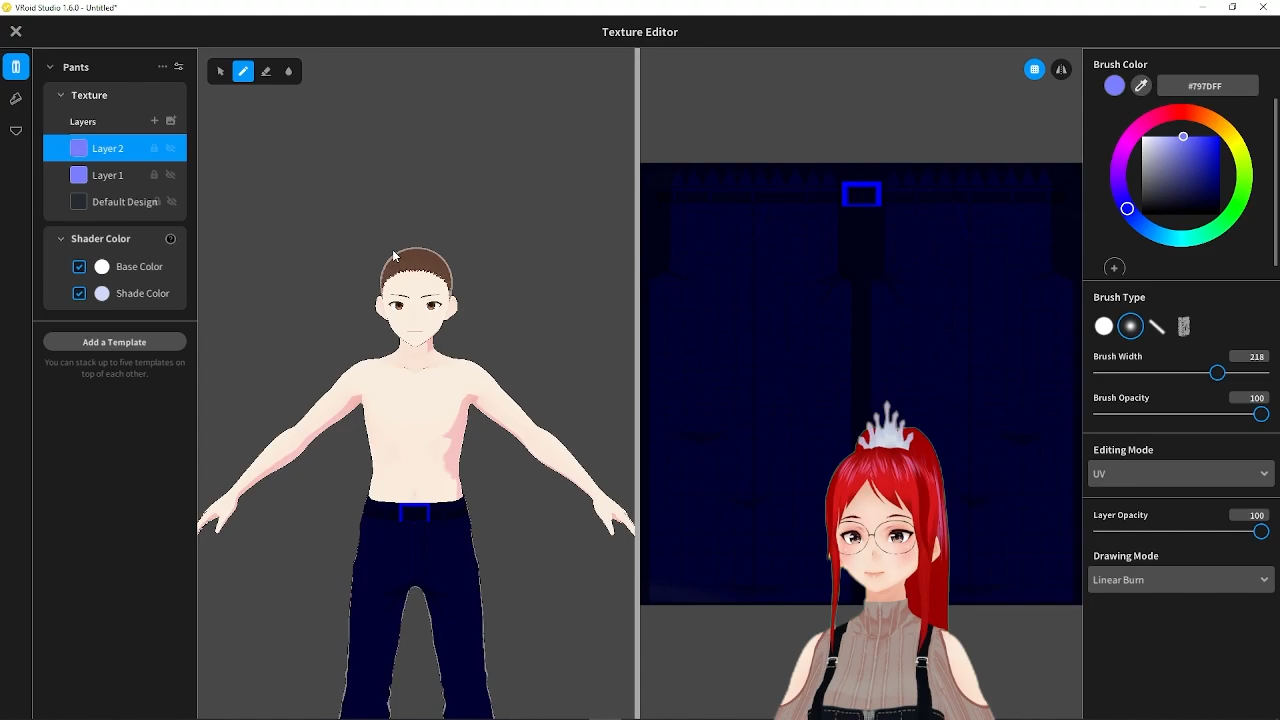 VRoid Studio 1.6.0 - Untitled*
Texture Editor
Pants
Texture
Layers
Layer 2
Layer 1
Default Design
Shader Color
Base Color
Shade Color
Add a Template
You can stack up to five templates on
top of each other.
Brush Color
#797DFF
Brush Type
Brush Width
218
Brush Opacity
100
Editing Mode
UV
Layer Opacity
100
Drawing Mode
Linear Burn